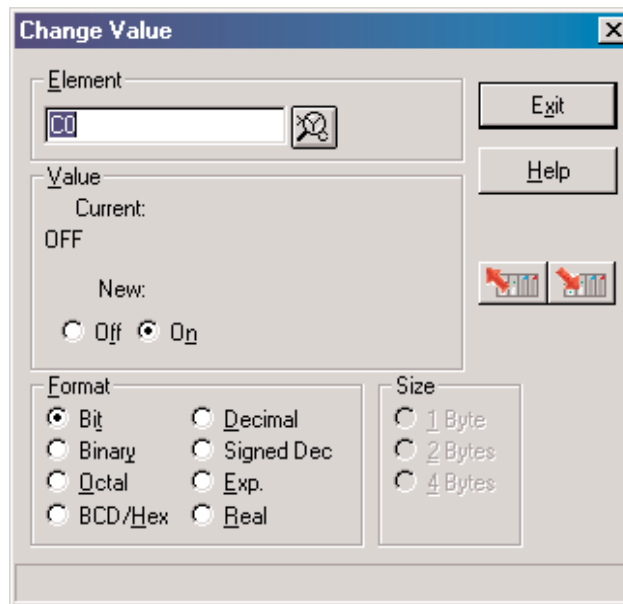 Change Value
Element
C0
Exit
Help
Value
Current:
OFF
New:
Off On
Format
Bit Decimal
Binary Signed Dec
Octal Exp.
BCD/Hex Real
Size
1 Byte
2 Bytes
4 Bytes